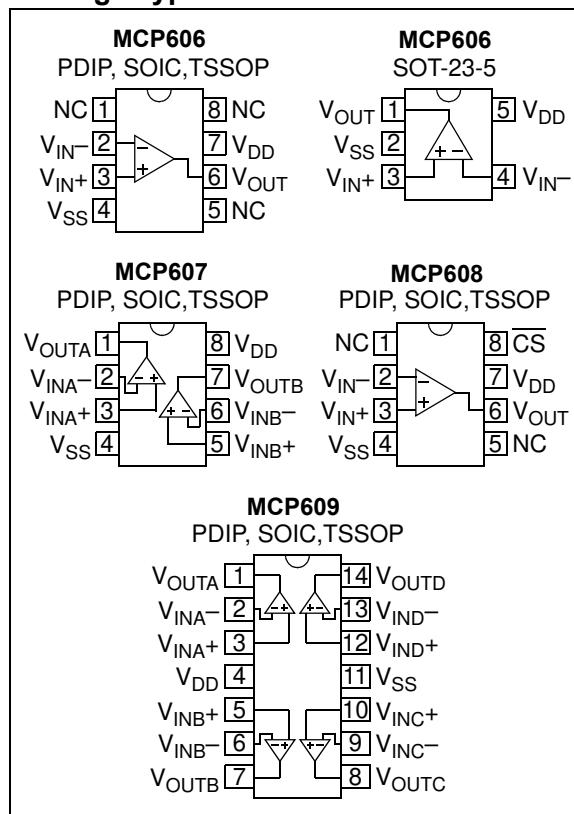 MCP606
PDIP, SOIC,TSSOP
NC 1
8 NC
VIN– 2
7 VDD
VIN+ 3
6 VOUT
VSS 4
5 NC
MCP606
SOT-23-5
VOUT 1
5 VDD
VSS 2
VIN+ 3
4 VIN–
MCP607
PDIP, SOIC,TSSOP
VOUTA 1
8 VDD
VINA– 2
7 VOUTB
VINA+ 3
6 VINB–
VSS 4
5 VINB+
MCP608
PDIP, SOIC,TSSOP
NC 1
8 CS
VIN– 2
7 VDD
VIN+ 3
6 VOUT
VSS 4
5 NC
MCP609
PDIP, SOIC,TSSOP
VOUTA 1
14 VOUTD
VINA– 2
13 VIND–
VINA+ 3
12 VIND+
VDD 4
11 VSS
VINB+ 5
10 VINC+
VINB– 6
9 VINC–
VOUTB 7
8 VOUTC